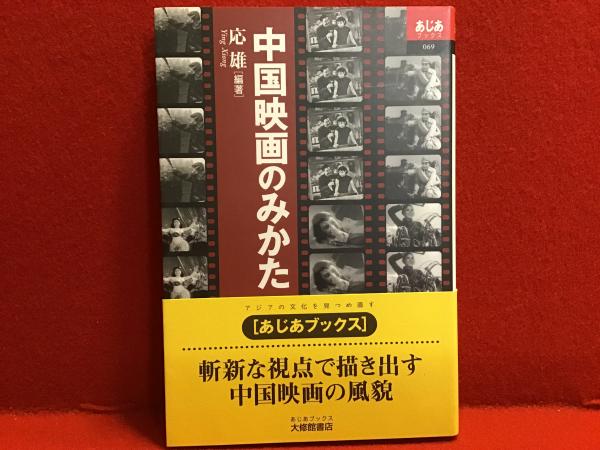 あじあ
ブックス
069
中国映画のみかた
応雄[編著]
Ying Xiong
アジアの文化を見つめ直す
[あじあブックス]
斬新な視点で描き出す
中国映画の風貌
あじあブックス
大修館書店